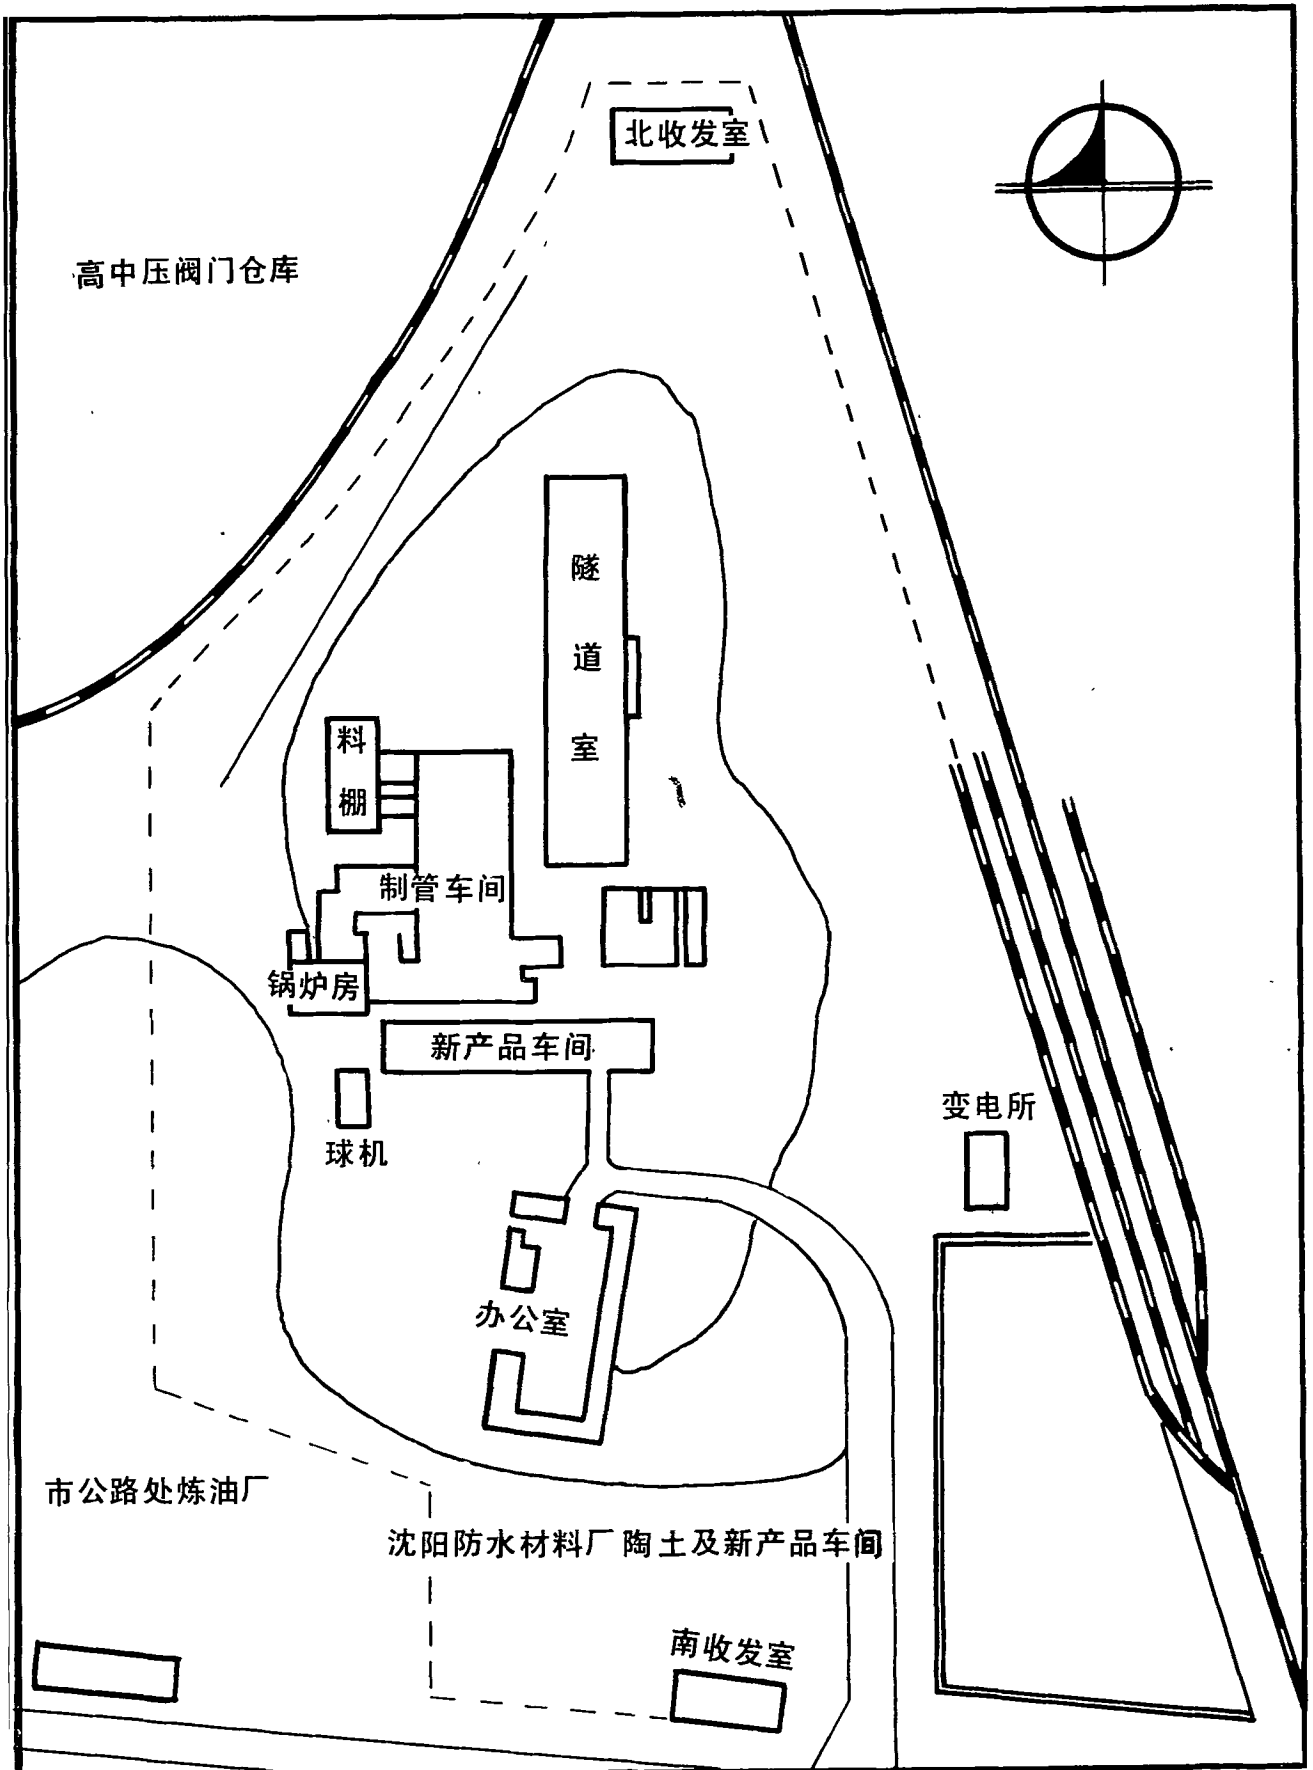 北收发室
高中压阀门仓库
隧道室
料棚
制管车间
锅炉房
新产品车间
变电所
球机
办公室
市公路处炼油厂
沈阳防水材料厂陶土及新产品车间
南收发室